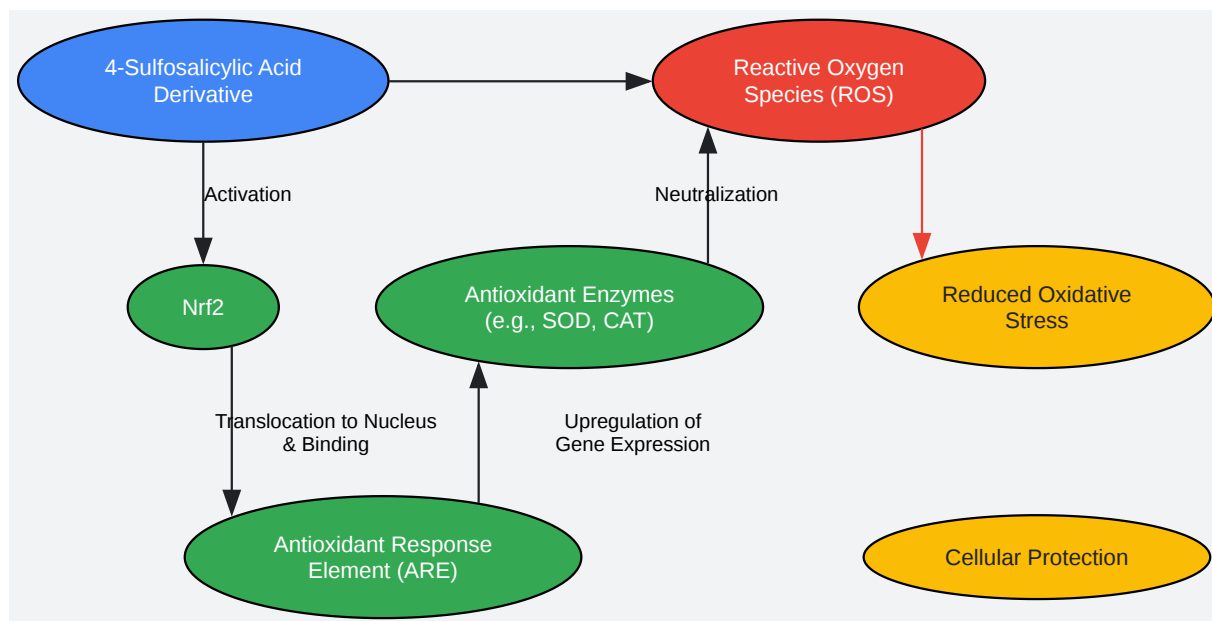 4-Sulfosalicylic Acid
Derivative
Reactive Oxygen
Species (ROS)
Activation
Neutralization
Nrf2
Antioxidant Enzymes
(e.g., SOD, CAT)
Reduced Oxidative
Stress
Translocation to Nucleus
& Binding
Upregulation of
Gene Expression
Antioxidant Response
Element (ARE)
Cellular Protection